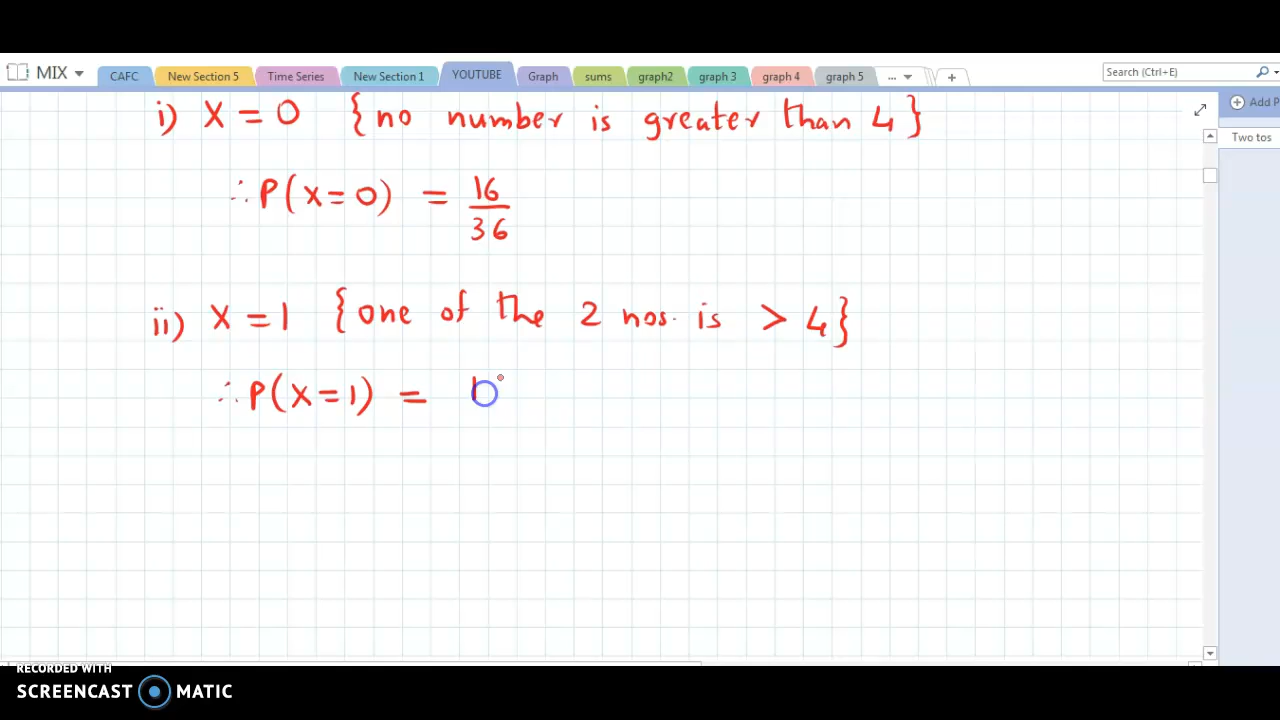 MIX
CAFC New Section 5 Time Series New Section 1 YOUTUBE Graph sums graph2 graph 3 graph 4 graph 5 ... +
Search (Ctrl+E)
Add P
Two tos
i) X = 0 {no number is greater than 4}
∴ P(X=0) = 16/36
ii) X = 1 {one of the 2 nos. is > 4}
∴ P(X=1) =
RECORDED WITH
SCREENCAST MATIC